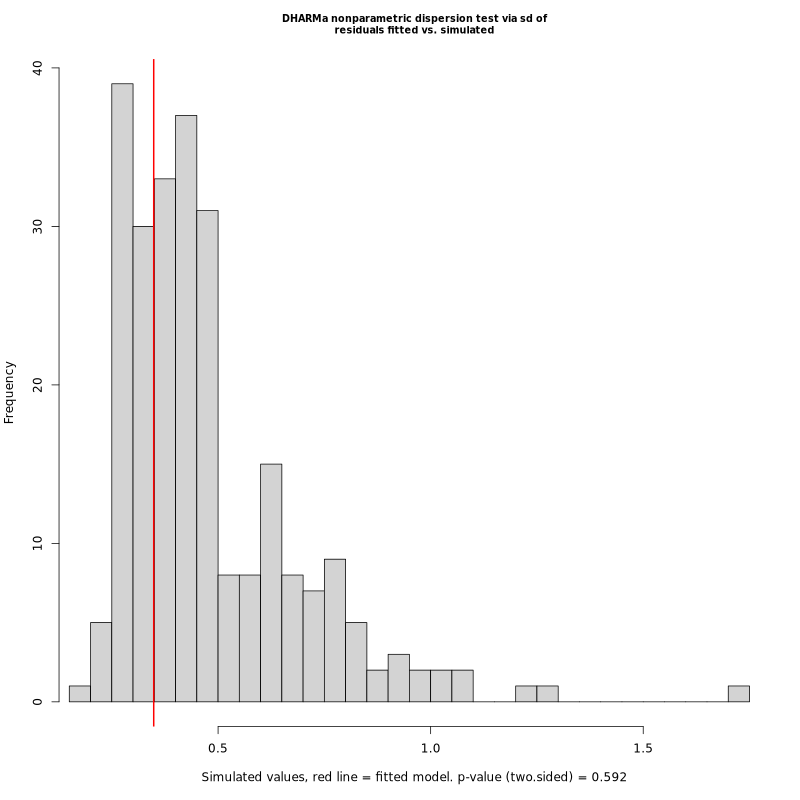 DHARMa nonparametric dispersion test via sd of
residuals fitted vs. simulated
40
30
20
10
0
Frequency
0.5 1.0 1.5
Simulated values, red line = fitted model. p-value (two.sided) = 0.592